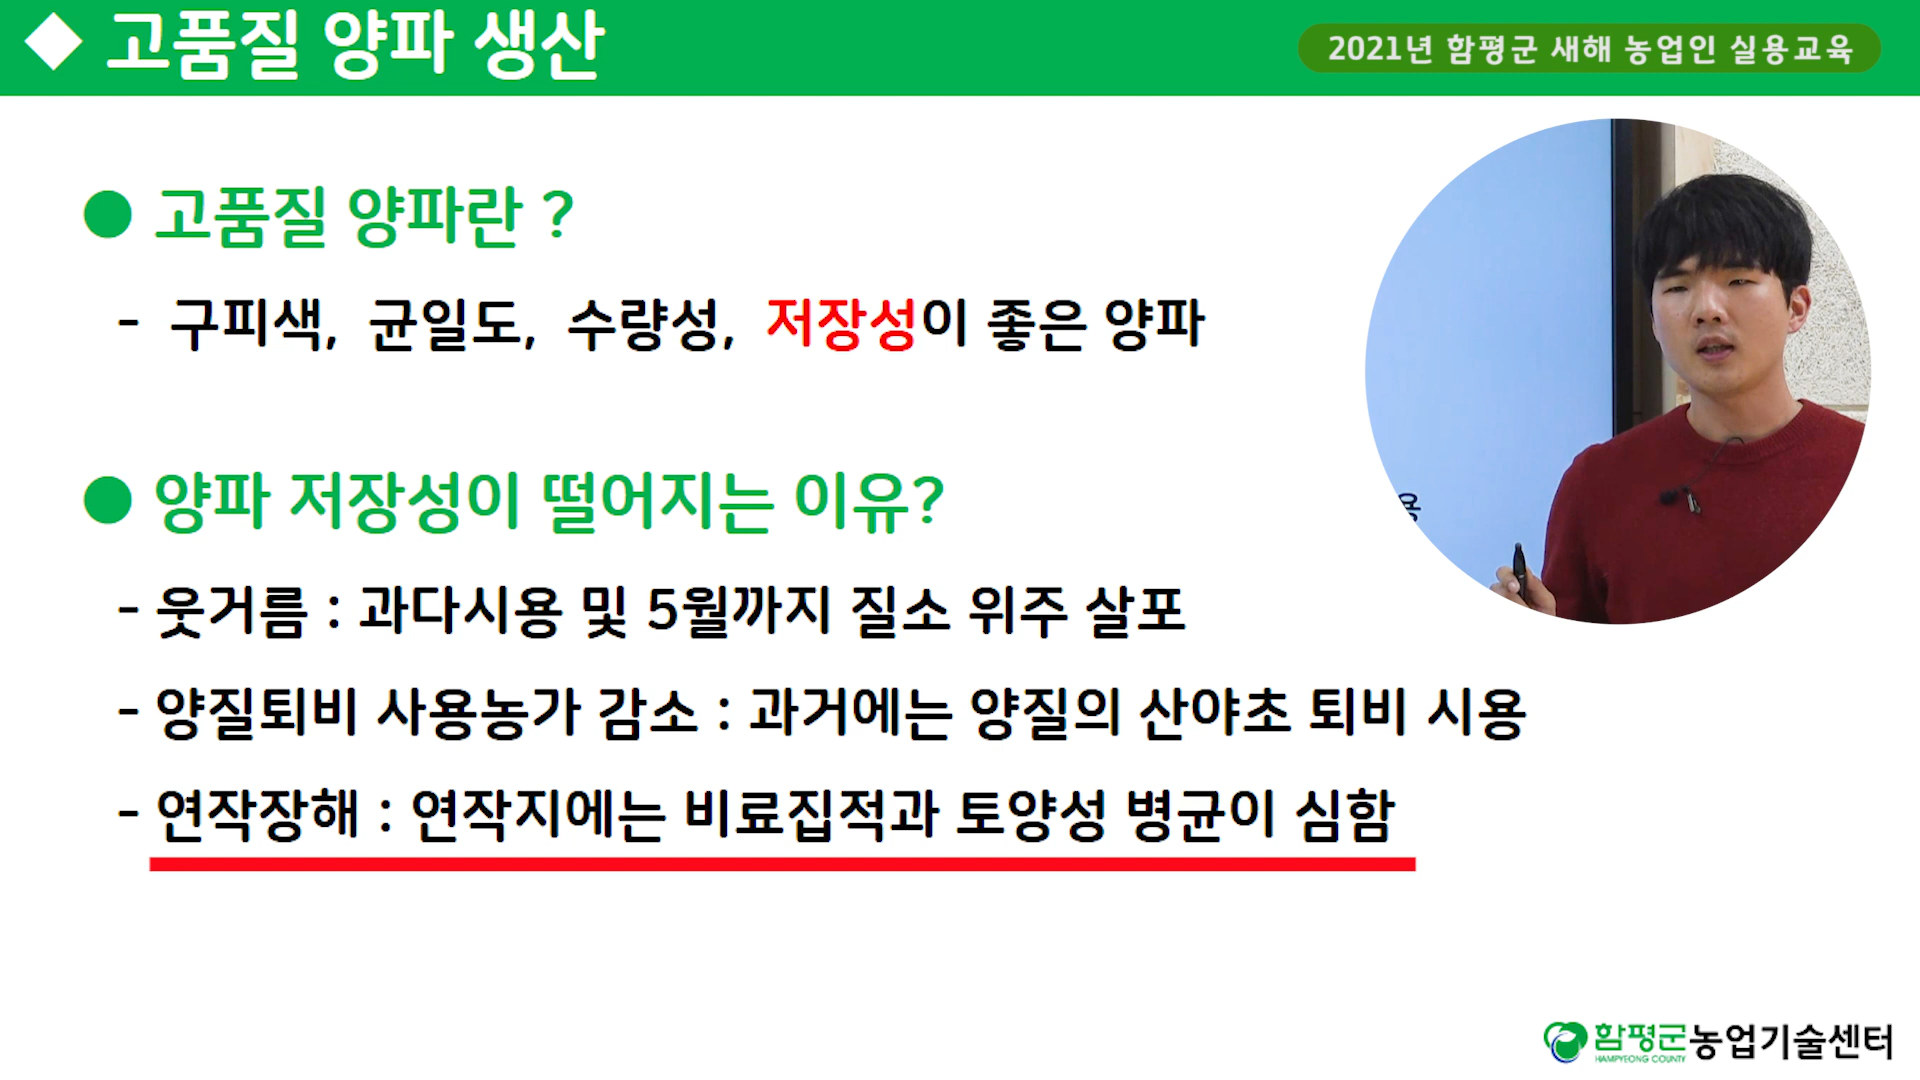 ◆ 고품질 양파 생산
2021년 함평군 새해 농업인 실용교육
● 고품질 양파란 ?
- 구피색, 균일도, 수량성, 저장성이 좋은 양파
● 양파 저장성이 떨어지는 이유?
- 웃거름 : 과다시용 및 5월까지 질소 위주 살포
- 양질퇴비 사용농가 감소 : 과거에는 양질의 산야초 퇴비 시용
- 연작장해 : 연작지에는 비료집적과 토양성 병균이 심함
용
함평군농업기술센터
HAMPYEONG COUNTY